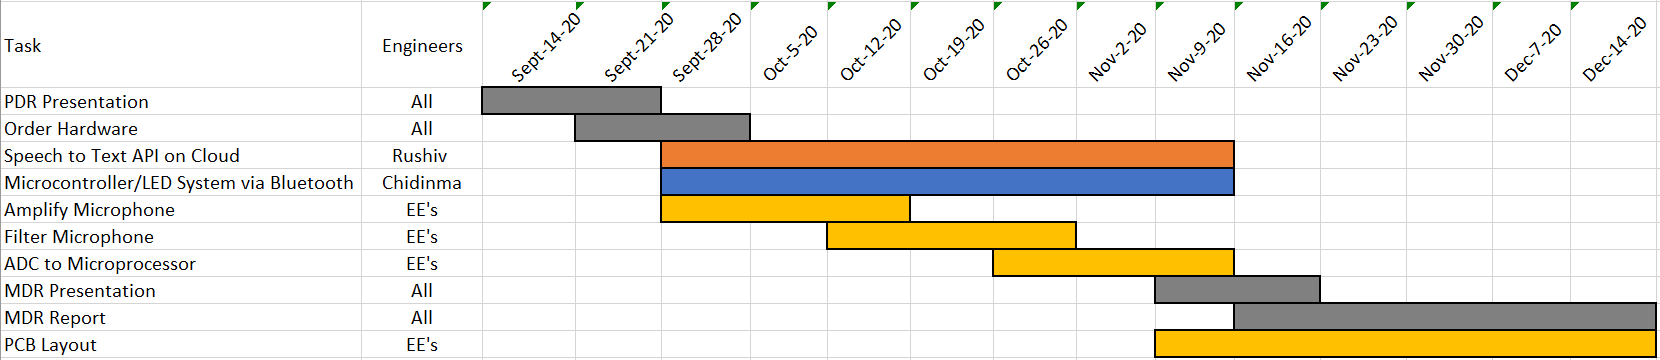 Task Engineers Sept-14-20 Sept-21-20 Sept-28-20 Oct-5-20 Oct-12-20 Oct-19-20 Oct-26-20 Nov-2-20 Nov-9-20 Nov-16-20 Nov-23-20 Nov-30-20 Dec-7-20 Dec-14-20
PDR Presentation All
Order Hardware All
Speech to Text API on Cloud Rushiv
Microcontroller/LED System via Bluetooth Chidinma
Amplify Microphone EE's
Filter Microphone EE's
ADC to Microprocessor EE's
MDR Presentation All
MDR Report All
PCB Layout EE's